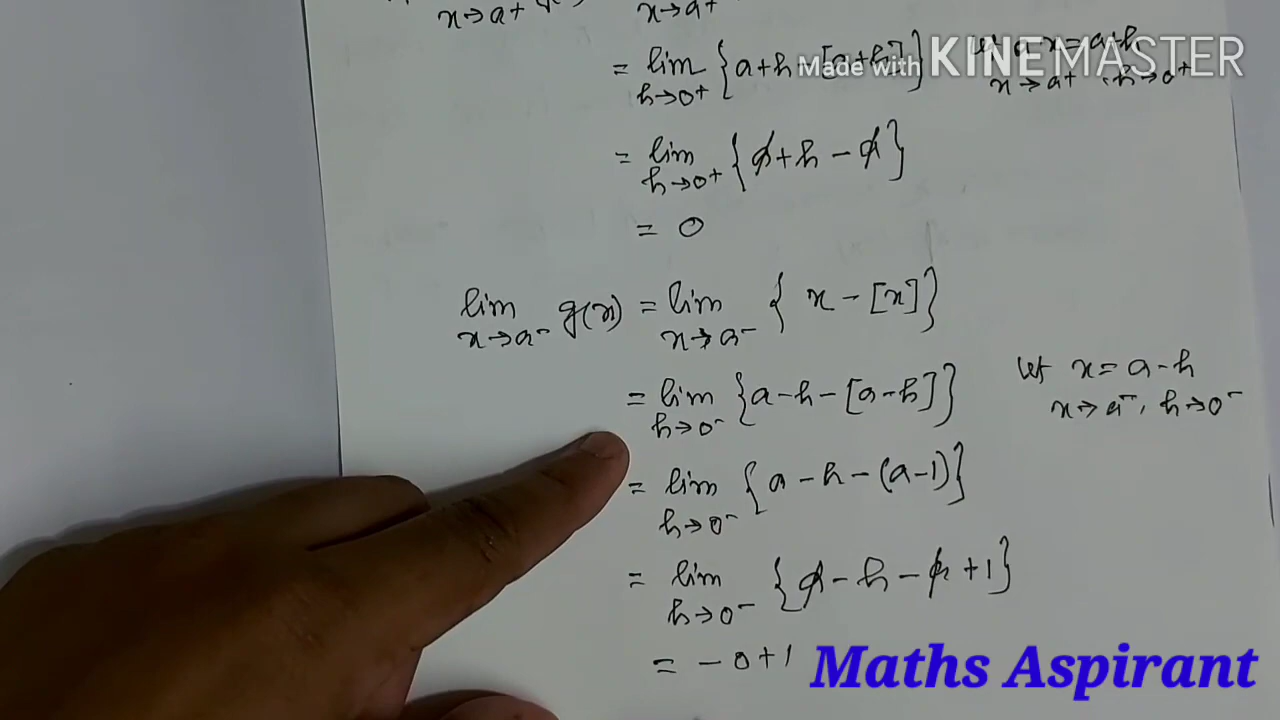 x→a+ x→a+
= lim {a+h-[a+h]} x=a+h
h→0+ x→a+, h→0+
Made with KINEMASTER
= lim {a+h-a}
h→0+
= 0
lim g(x) = lim { x-[x]}
x→a- x→a-
= lim {a-h-[a-h]} let x=a-h
h→0- x→a-, h→0-
= lim {a-h-(a-1)}
h→0-
= lim {a-h-a+1}
h→0-
= -0+1
Maths Aspirant